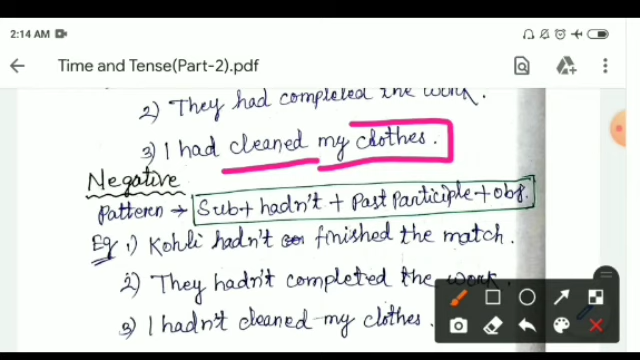 2:14 AM
Time and Tense(Part-2).pdf
2) They had completed the work.
3) I had cleaned my clothes.
Negative
Pattern → Sub + hadn't + Past Participle + obj.
Eg 1) Kohli hadn't finished the match.
2) They hadn't completed the work.
3) I hadn't cleaned my clothes.